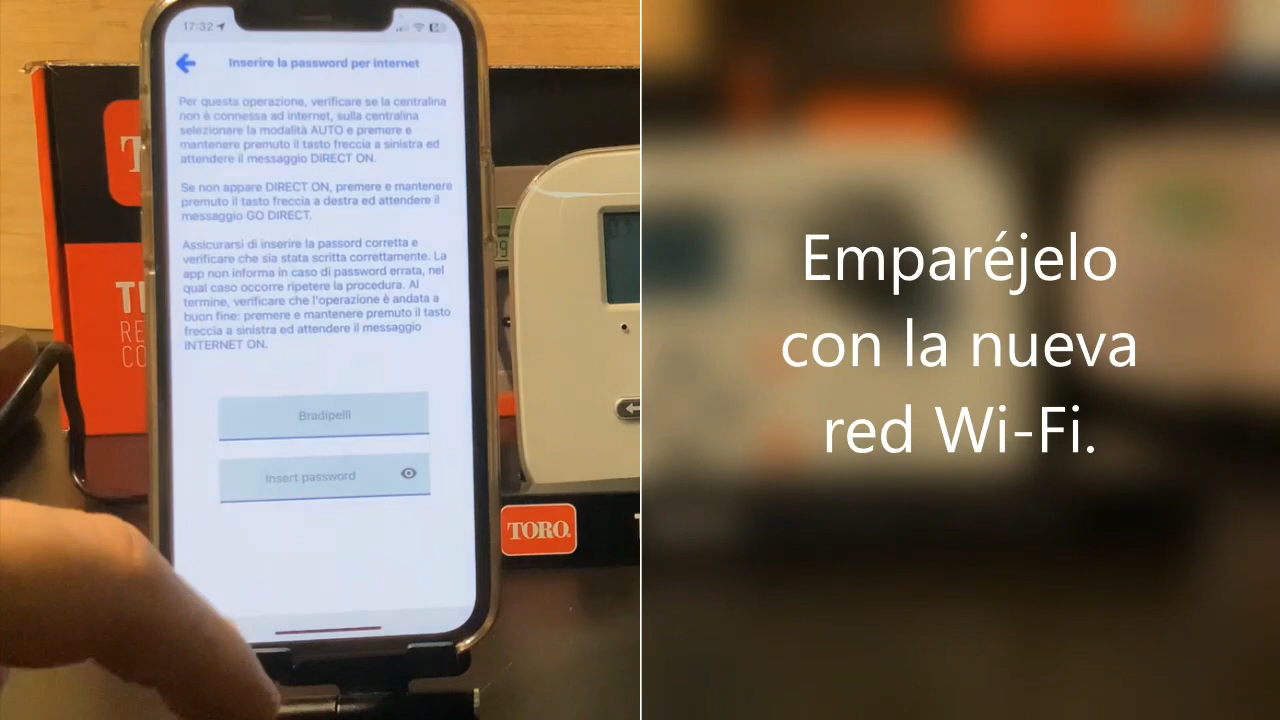 17:32
Inserire la password per internet
Per questa operazione, verificare se la centralina
non è connessa ad internet, sulla centralina
selezionare la modalità AUTO e premere e
mantenere premuto il tasto freccia a sinistra ed
attendere il messaggio DIRECT ON.
Se non appare DIRECT ON, premere e mantenere
premuto il tasto freccia a destra ed attendere il
messaggio GO DIRECT.
Assicurarsi di inserire la passord corretta e
verificare che sia stata scritta correttamente. La
app non informa in caso di password errata, nel
qual caso occorre ripetere la procedura. Al
termine, verificare che l'operazione è andata a
buon fine: premere e mantenere premuto il tasto
freccia a sinistra ed attendere il messaggio
INTERNET ON.
Bradipelli
Insert password
TORO
Emparéjelo
con la nueva
red Wi-Fi.